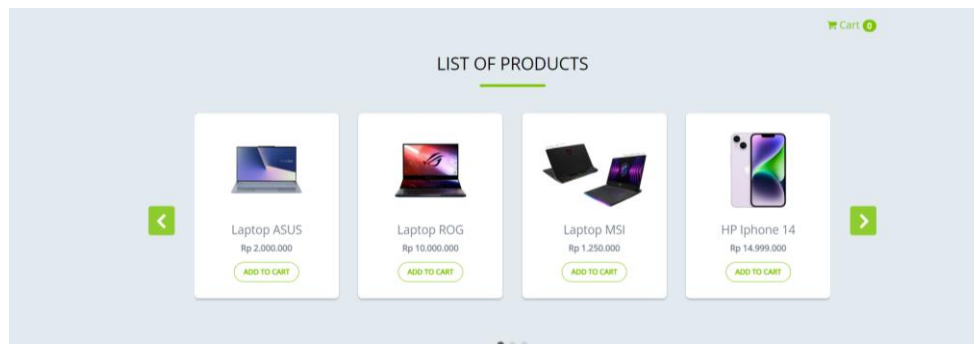 Cart 0
LIST OF PRODUCTS
Laptop ASUS
Rp 2.000.000
ADD TO CART
Laptop ROG
Rp 10.000.000
ADD TO CART
Laptop MSI
Rp 1.250.000
ADD TO CART
HP Iphone 14
Rp 14.999.000
ADD TO CART